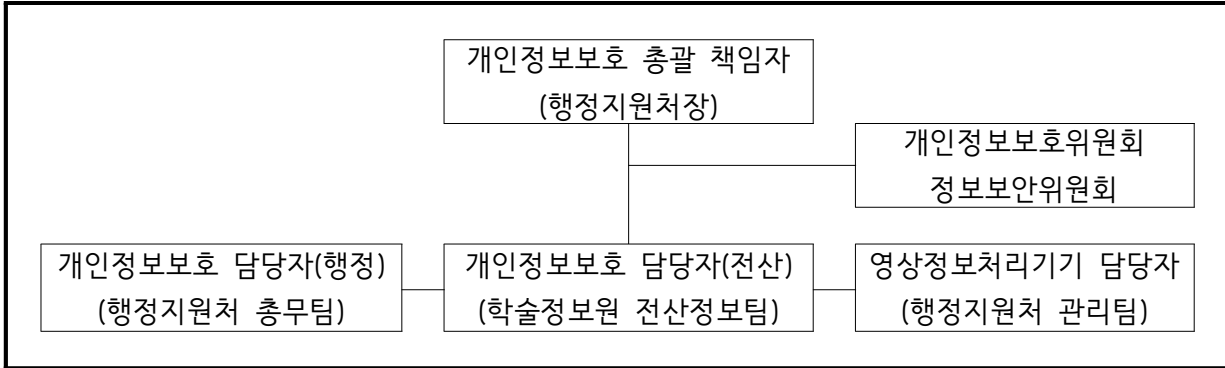 개인정보보호 총괄 책임자
(행정지원처장)
개인정보보호위원회
정보보안위원회
개인정보보호 담당자(행정)
(행정지원처 총무팀)
개인정보보호 담당자(전산)
(학술정보원 전산정보팀)
영상정보처리기기 담당자
(행정지원처 관리팀)